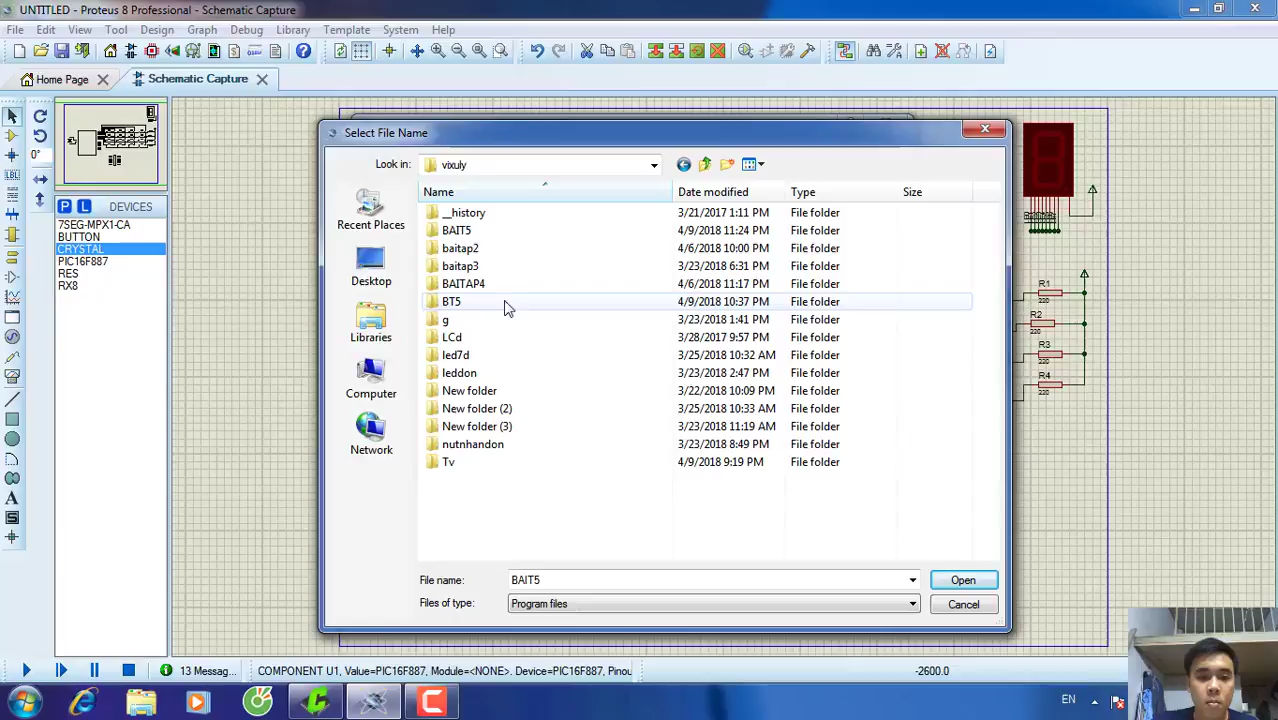 UNTITLED - Proteus 8 Professional - Schematic Capture
File Edit View Tool Design Graph Debug Library Template System Help
Home Page
Schematic Capture
Select File Name
Look in: vixuly
Name Date modified Type Size
__history 3/21/2017 1:11 PM File folder
BAIT5 4/9/2018 11:24 PM File folder
baitap2 4/6/2018 10:00 PM File folder
baitap3 3/23/2018 6:31 PM File folder
BAITAP4 4/6/2018 11:17 PM File folder
BT5 4/9/2018 10:37 PM File folder
g 3/23/2018 1:41 PM File folder
LCd 3/28/2017 9:57 PM File folder
led7d 3/25/2018 10:32 AM File folder
leddon 3/23/2018 2:47 PM File folder
New folder 3/22/2018 10:09 PM File folder
New folder (2) 3/25/2018 10:33 AM File folder
New folder (3) 3/23/2018 11:19 AM File folder
nutnhandon 3/23/2018 8:49 PM File folder
Tv 4/9/2018 9:19 PM File folder
Recent Places
Desktop
Libraries
Computer
Network
File name: BAIT5 Open
Files of type: Program files Cancel
0°
LBL
P L DEVICES
7SEG-MPX1-CA
BUTTON
CRYSTAL
PIC16F887
RES
RX8
A
S
R1
220
R2
220
R3
220
R4
220
13 Messag...
COMPONENT U1, Value=PIC16F887, Module=<NONE>, Device=PIC16F887, Pinou
-2600.0
EN